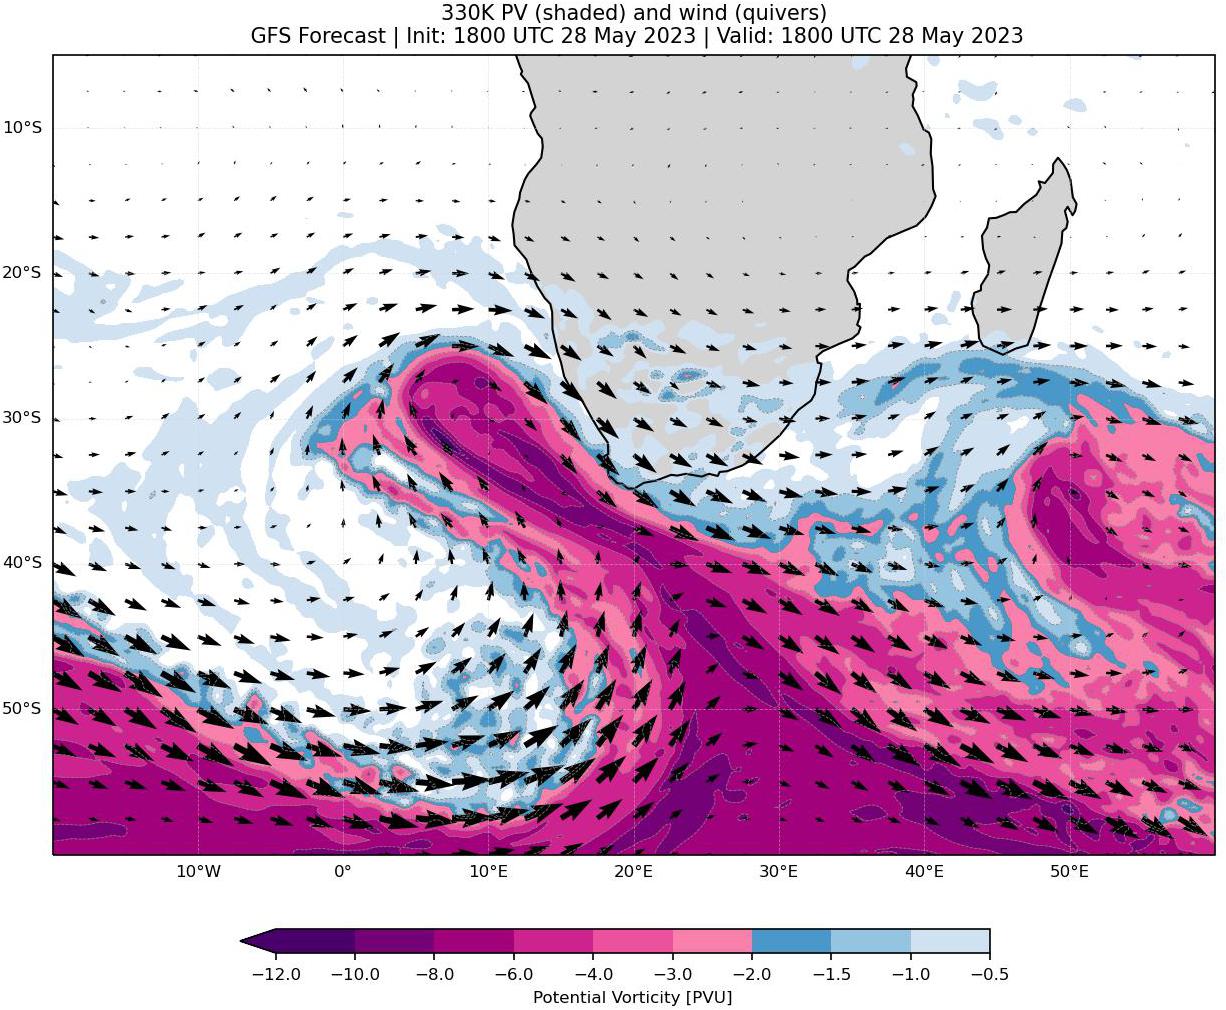 330K PV (shaded) and wind (quivers)
GFS Forecast | Init: 1800 UTC 28 May 2023 | Valid: 1800 UTC 28 May 2023
10°S
20°S
30°S
40°S
50°S
10°W 0° 10°E 20°E 30°E 40°E 50°E
−12.0 −10.0 −8.0 −6.0 −4.0 −3.0 −2.0 −1.5 −1.0 −0.5
Potential Vorticity [PVU]